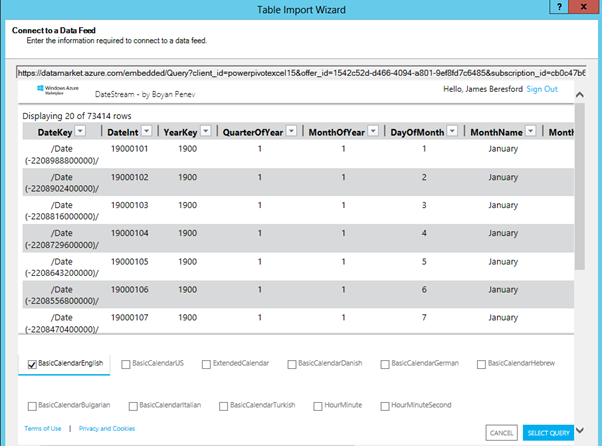 Table Import Wizard
? X
Connect to a Data Feed
Enter the information required to connect to a data feed.
https://datamarket.azure.com/embedded/Query?client_id=powerpivotexcel15&offer_id=1542c52d-d466-4094-a801-9ef8fd7c6485&subscription_id=cb0c47b6
Windows Azure Marketplace DateStream - by Boyan Penev Hello, James Beresford Sign Out
Displaying 20 of 73414 rows
DateKey DateInt YearKey QuarterOfYear MonthOfYear DayOfMonth MonthName Month
/Date 19000101 1900 1 1 1 January
(-2208988800000)/
/Date 19000102 1900 1 1 2 January
(-2208902400000)/
/Date 19000103 1900 1 1 3 January
(-2208816000000)/
/Date 19000104 1900 1 1 4 January
(-2208729600000)/
/Date 19000105 1900 1 1 5 January
(-2208643200000)/
/Date 19000106 1900 1 1 6 January
(-2208556800000)/
/Date 19000107 1900 1 1 7 January
(-2208470400000)/
BasicCalendarEnglish BasicCalendarUS ExtendedCalendar BasicCalendarDanish BasicCalendarGerman BasicCalendarHebrew
BasicCalendarBulgarian BasicCalendarItalian BasicCalendarTurkish HourMinute HourMinuteSecond
Terms of Use | Privacy and Cookies
CANCEL SELECT QUERY